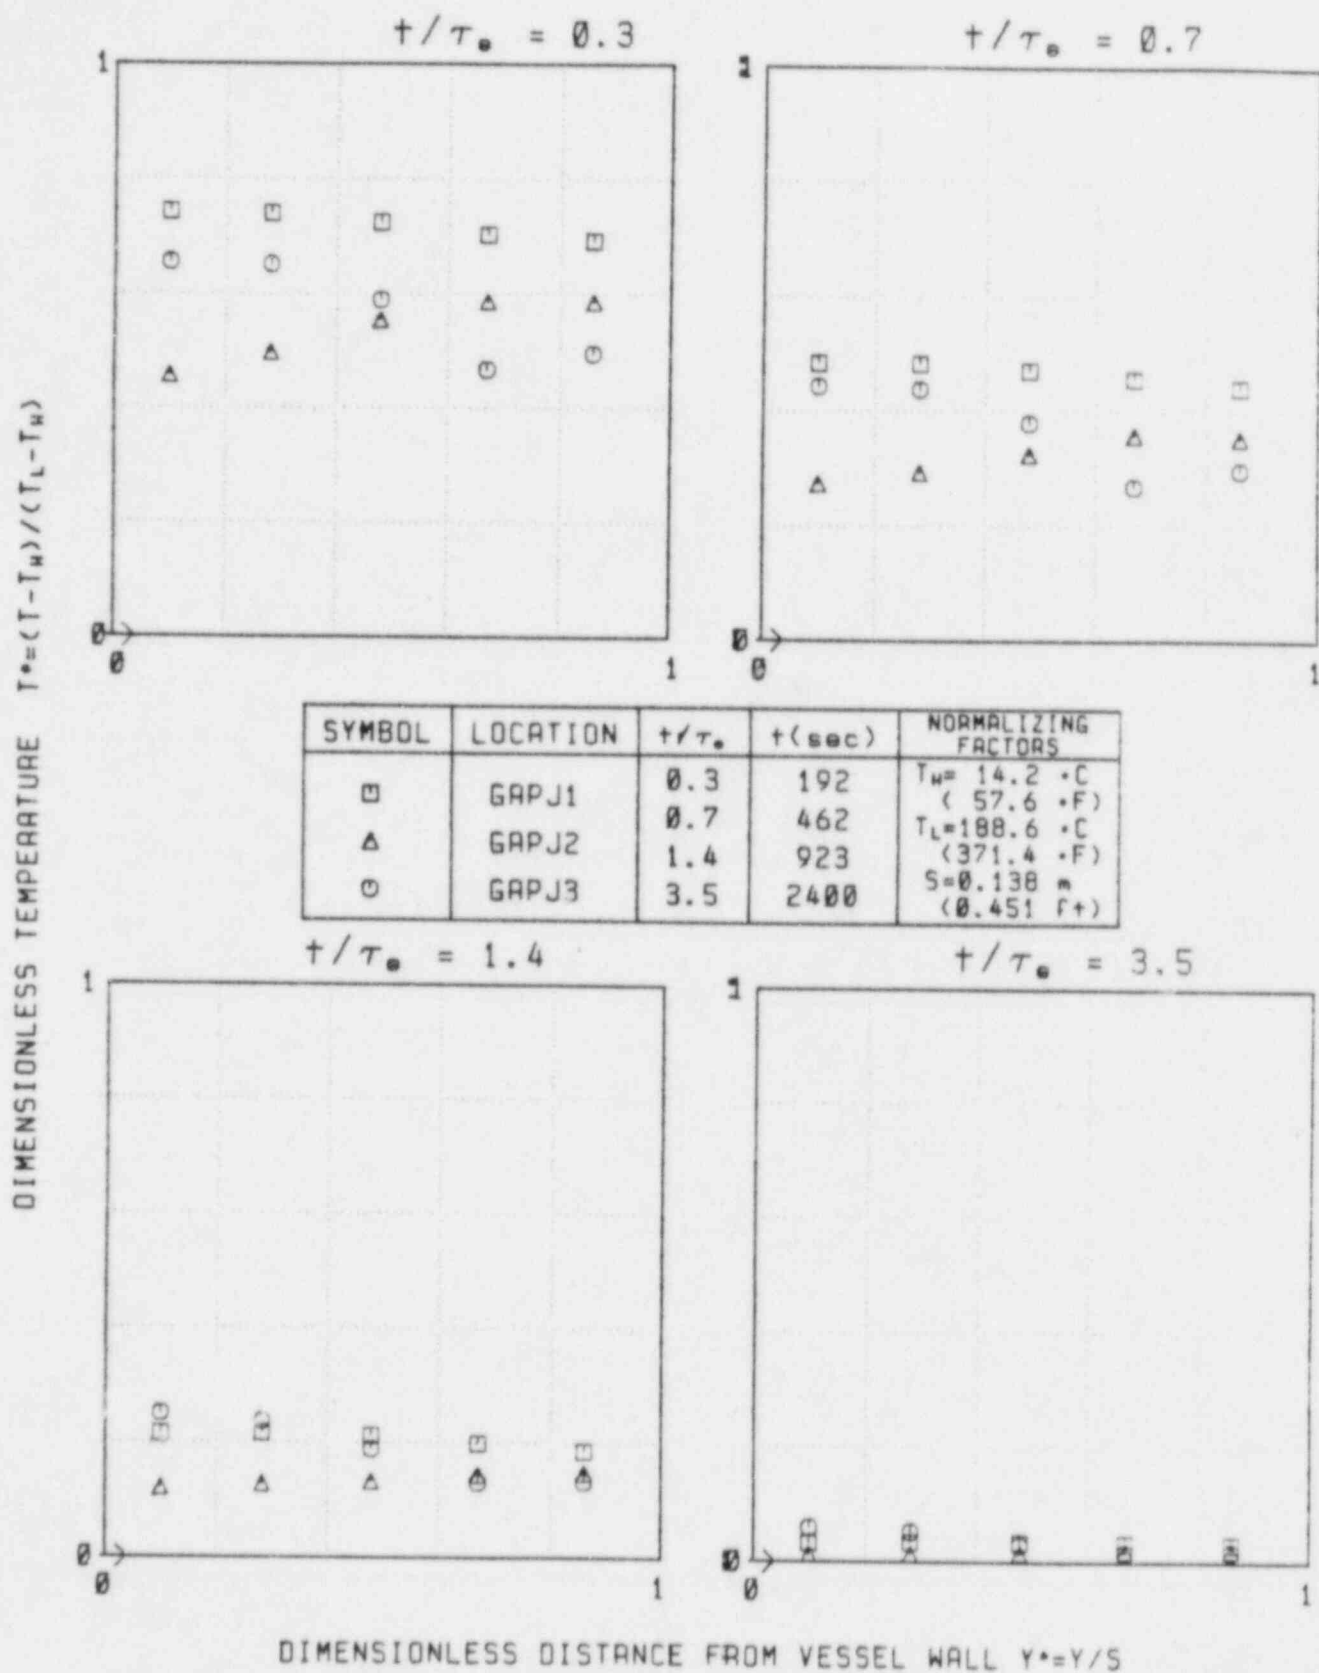 t/τₑ = 0.3
t/τₑ = 0.7
1
1
0
0
0
1
0
1
DIMENSIONLESS TEMPERATURE T*=(T-T_H)/(T_L-T_H)
SYMBOL LOCATION t/τₑ t(sec) NORMALIZING FACTORS
GAPJ1 0.3 192 T_H= 14.2 °C
( 57.6 °F)
0.7 462 T_L=188.6 °C
GAPJ2 1.4 923 (371.4 °F)
S=0.138 m
GAPJ3 3.5 2400 (0.451 Ft)
t/τₑ = 1.4
t/τₑ = 3.5
1
1
0
0
0
1
0
1
DIMENSIONLESS DISTANCE FROM VESSEL WALL Y*=Y/S